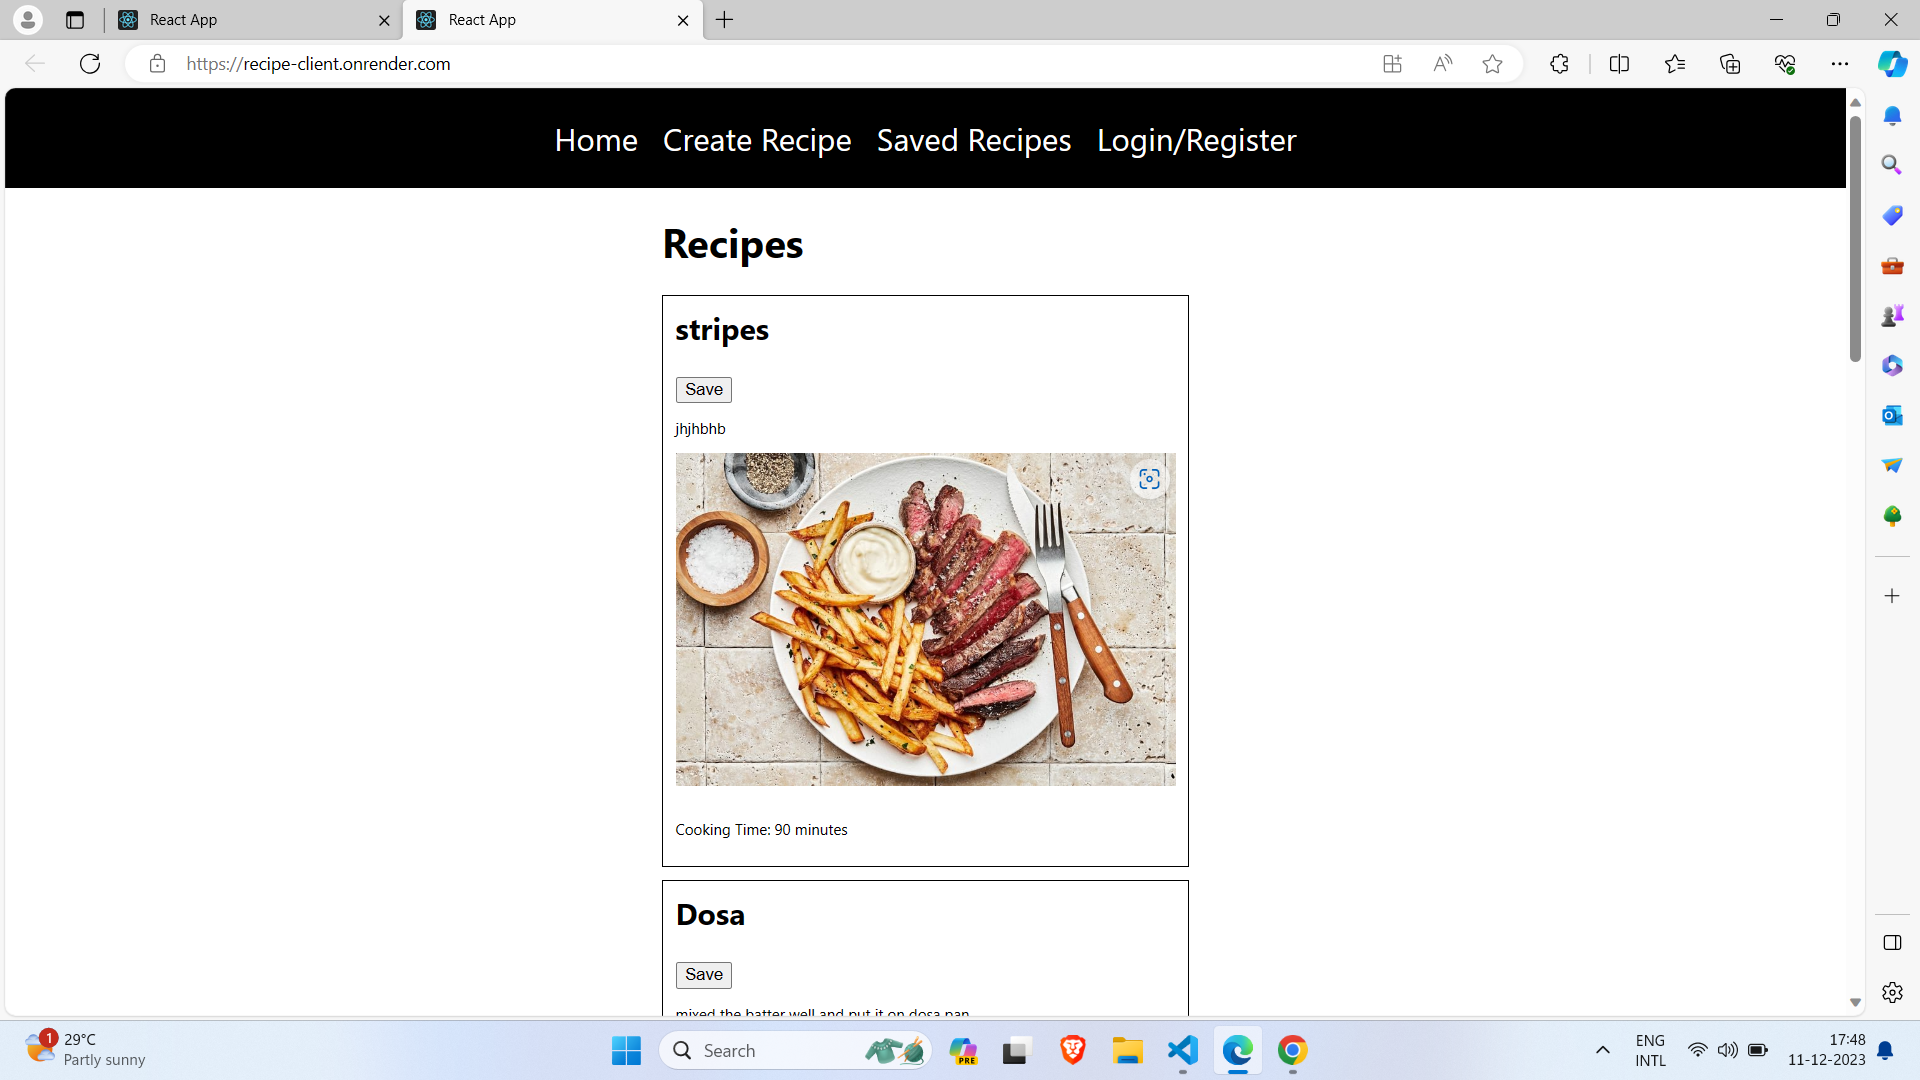 React App
React App
https://recipe-client.onrender.com
Home Create Recipe Saved Recipes Login/Register
Recipes
stripes
Save
jhjhbhb
Cooking Time: 90 minutes
Dosa
Save
mixed the batter well and put it on dosa pan
1
29°C
Partly sunny
Search
PRE
ENG
INTL
17:48
11-12-2023